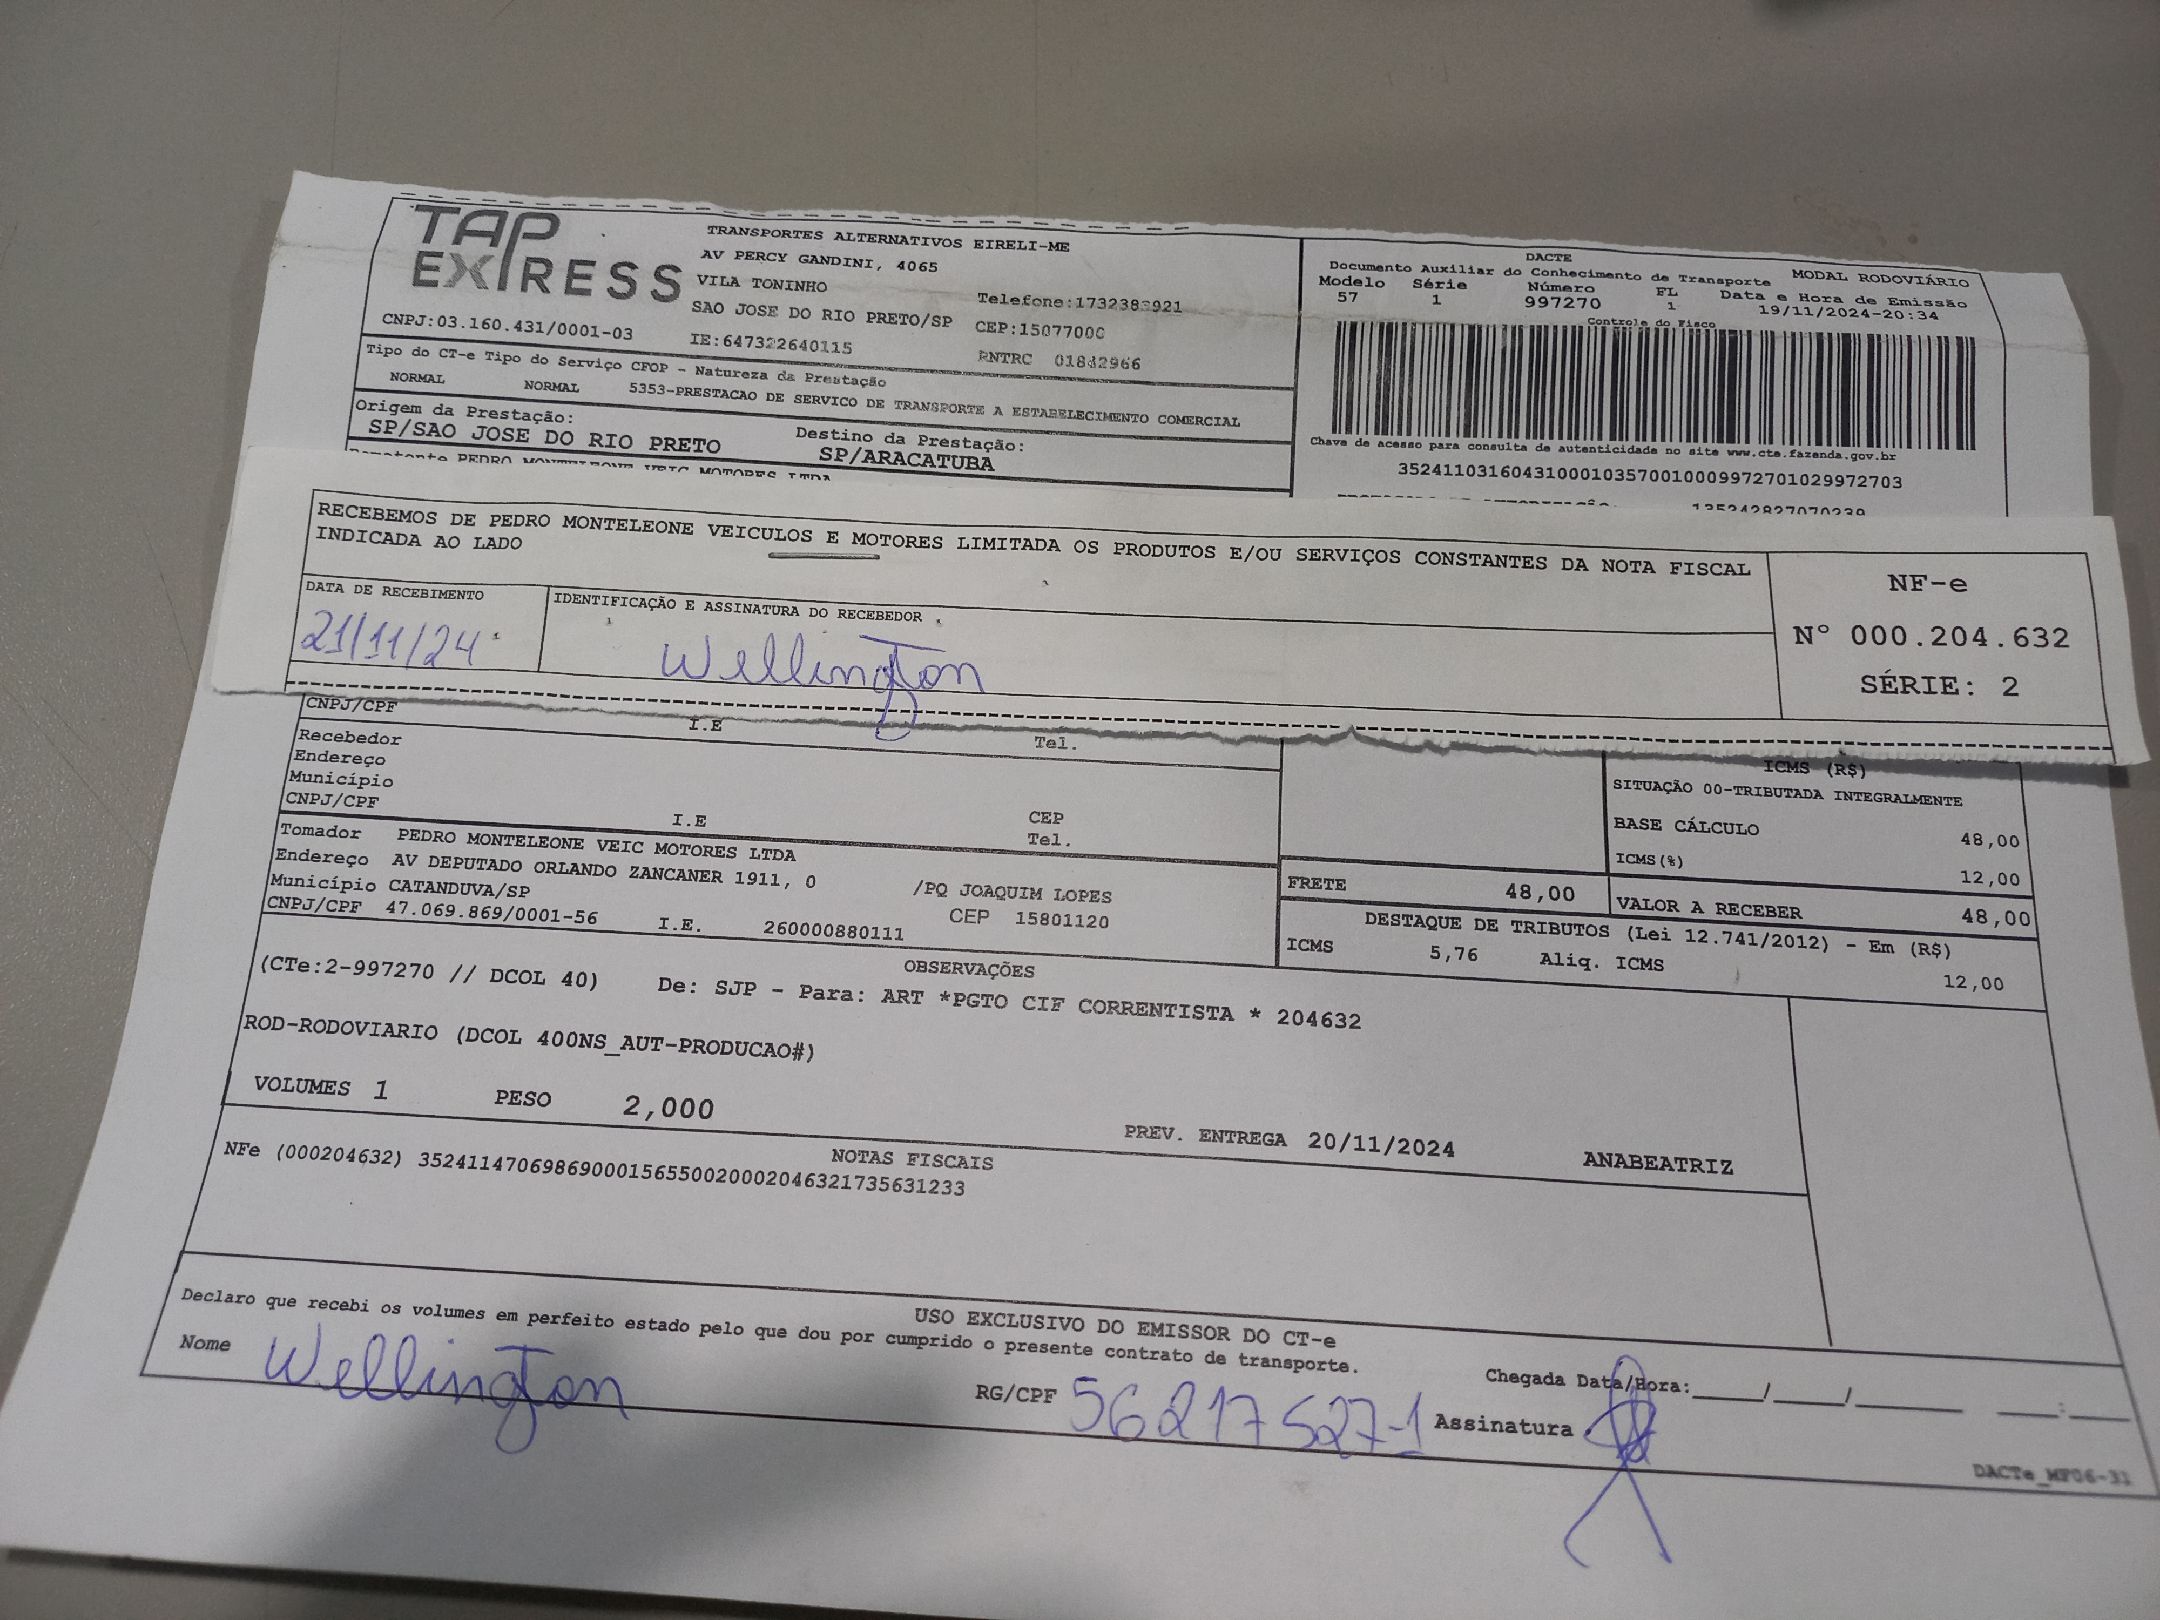 TAP EXPRESS
TRANSPORTES ALTERNATIVOS EIRELI-ME
AV PERCY GANDINI, 4065
VILA TONINHO
SAO JOSE DO RIO PRETO/SP
Telefone:1732383921
CEP:15077000
CNPJ:03.160.431/0001-03
IE:647322640115
RNTRC 01842966
DACTE
Documento Auxiliar do Conhecimento de Transporte
MODAL RODOVIÁRIO
Modelo Série Número FL Data e Hora de Emissão
57 1 997270 1 19/11/2024-20:34
Controle do Fisco
Tipo do CT-e Tipo do Serviço CFOP - Natureza da Prestação
NORMAL NORMAL 5353-PRESTACAO DE SERVICO DE TRANSPORTE A ESTABELECIMENTO COMERCIAL
Origem da Prestação:
SP/SAO JOSE DO RIO PRETO
Destino da Prestação:
SP/ARACATUBA
Chave de acesso para consulta de autenticidade no site www.cte.fazenda.gov.br
35241103160431000103570010009972701029972703
Remetente PEDRO MONTELEONE VEIC MOTORES LTDA
135242827070239
RECEBEMOS DE PEDRO MONTELEONE VEICULOS E MOTORES LIMITADA OS PRODUTOS E/OU SERVIÇOS CONSTANTES DA NOTA FISCAL
INDICADA AO LADO
DATA DE RECEBIMENTO
21/11/24
IDENTIFICAÇÃO E ASSINATURA DO RECEBEDOR
Wellington
NF-e
Nº 000.204.632
SÉRIE: 2
CNPJ/CPF I.E Tel.
Recebedor
Endereço
Município CEP
CNPJ/CPF I.E Tel.
Tomador PEDRO MONTELEONE VEIC MOTORES LTDA
Endereço AV DEPUTADO ORLANDO ZANCANER 1911, 0 /PQ JOAQUIM LOPES
Município CATANDUVA/SP CEP 15801120
CNPJ/CPF 47.069.869/0001-56 I.E. 260000880111
ICMS (R$)
SITUAÇÃO 00-TRIBUTADA INTEGRALMENTE
BASE CÁLCULO 48,00
ICMS(%) 12,00
FRETE 48,00
VALOR A RECEBER 48,00
DESTAQUE DE TRIBUTOS (Lei 12.741/2012) - Em (R$)
ICMS 5,76 Aliq. ICMS 12,00
OBSERVAÇÕES
(CTe:2-997270 // DCOL 40) De: SJP - Para: ART *PGTO CIF CORRENTISTA * 204632
ROD-RODOVIARIO (DCOL 400NS_AUT-PRODUCAO#)
VOLUMES 1 PESO 2,000
PREV. ENTREGA 20/11/2024 ANABEATRIZ
NOTAS FISCAIS
NFe (000204632) 35241147069869000156550020002046321735631233
USO EXCLUSIVO DO EMISSOR DO CT-e
Declaro que recebi os volumes em perfeito estado pelo que dou por cumprido o presente contrato de transporte.
Nome Wellington
RG/CPF 56217527-1
Chegada Data/Hora:____/____/______ ___:___
Assinatura
DACTe_MF06-31